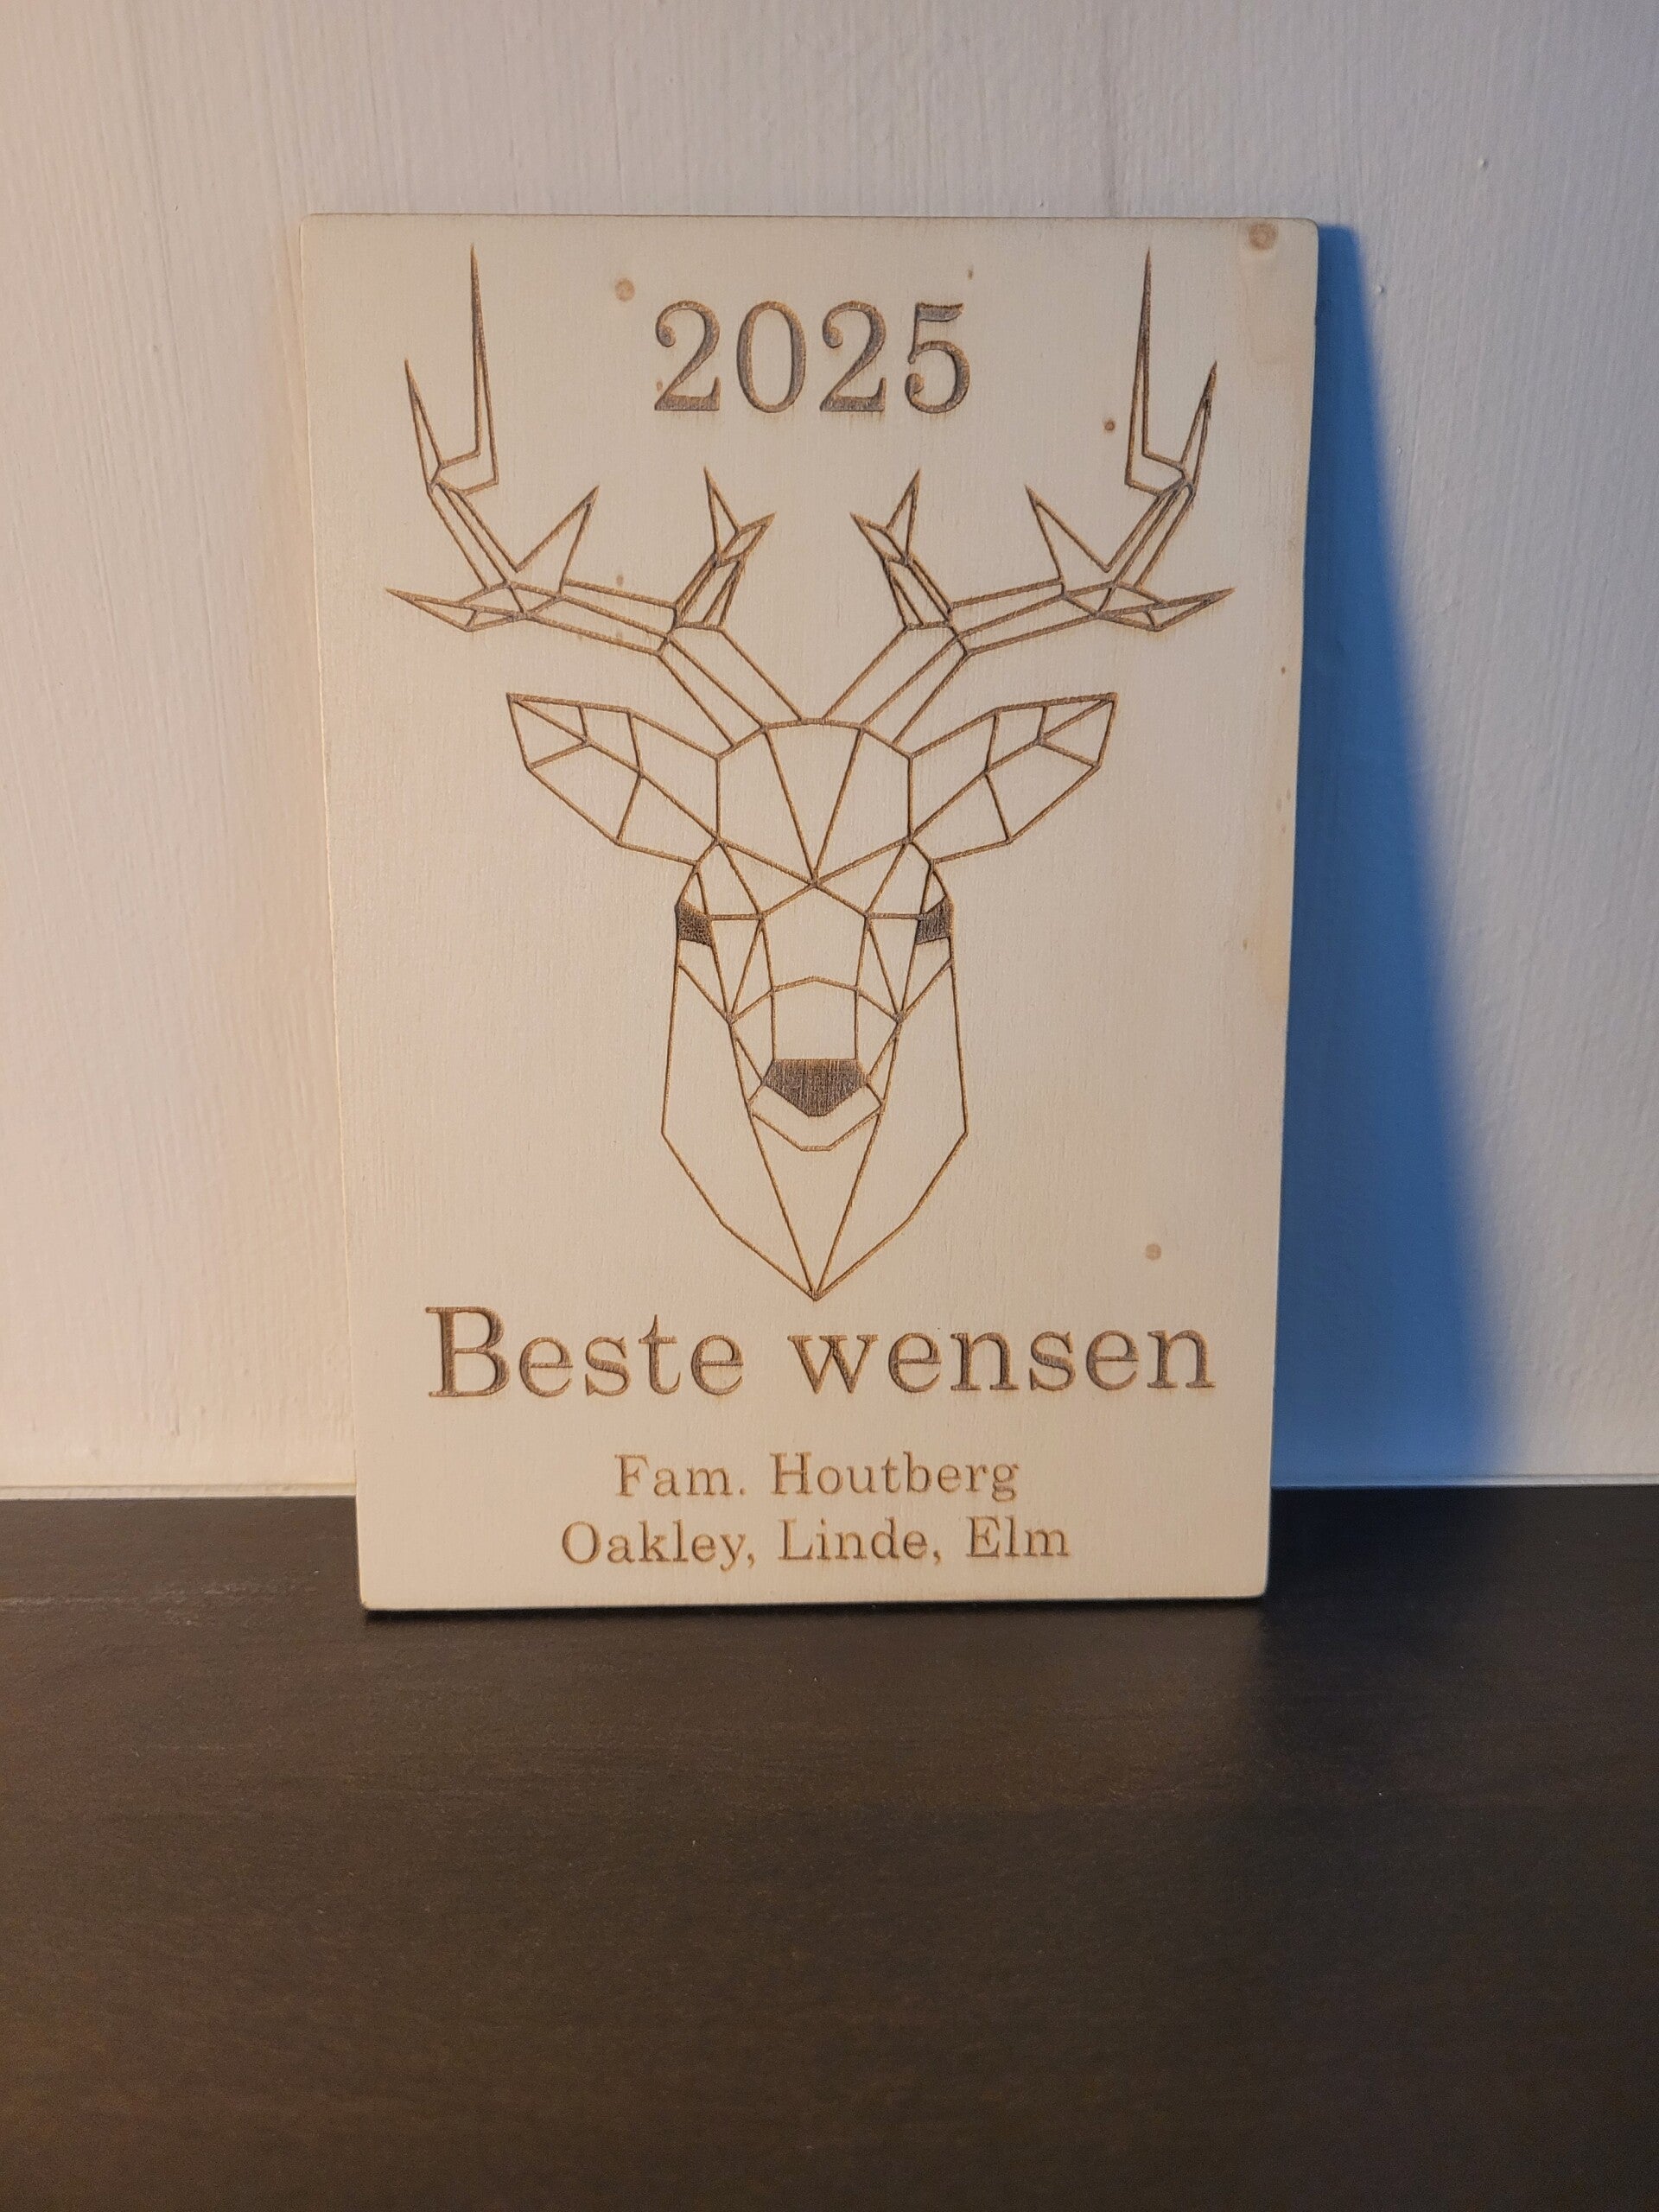 2025
Beste wensen
Fam. Houtberg
Oakley, Linde, Elm